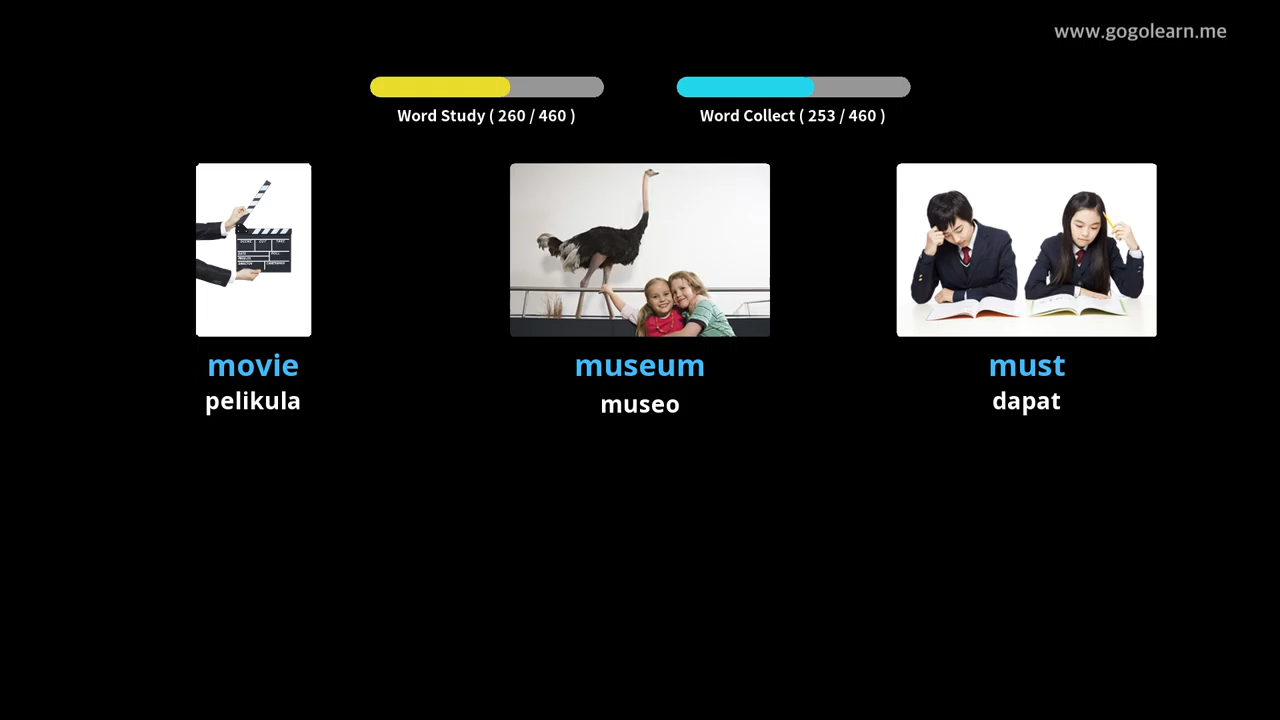 www.gogolearn.me
Word Study ( 260 / 460 )
Word Collect ( 253 / 460 )
movie
pelikula
museum
museo
must
dapat